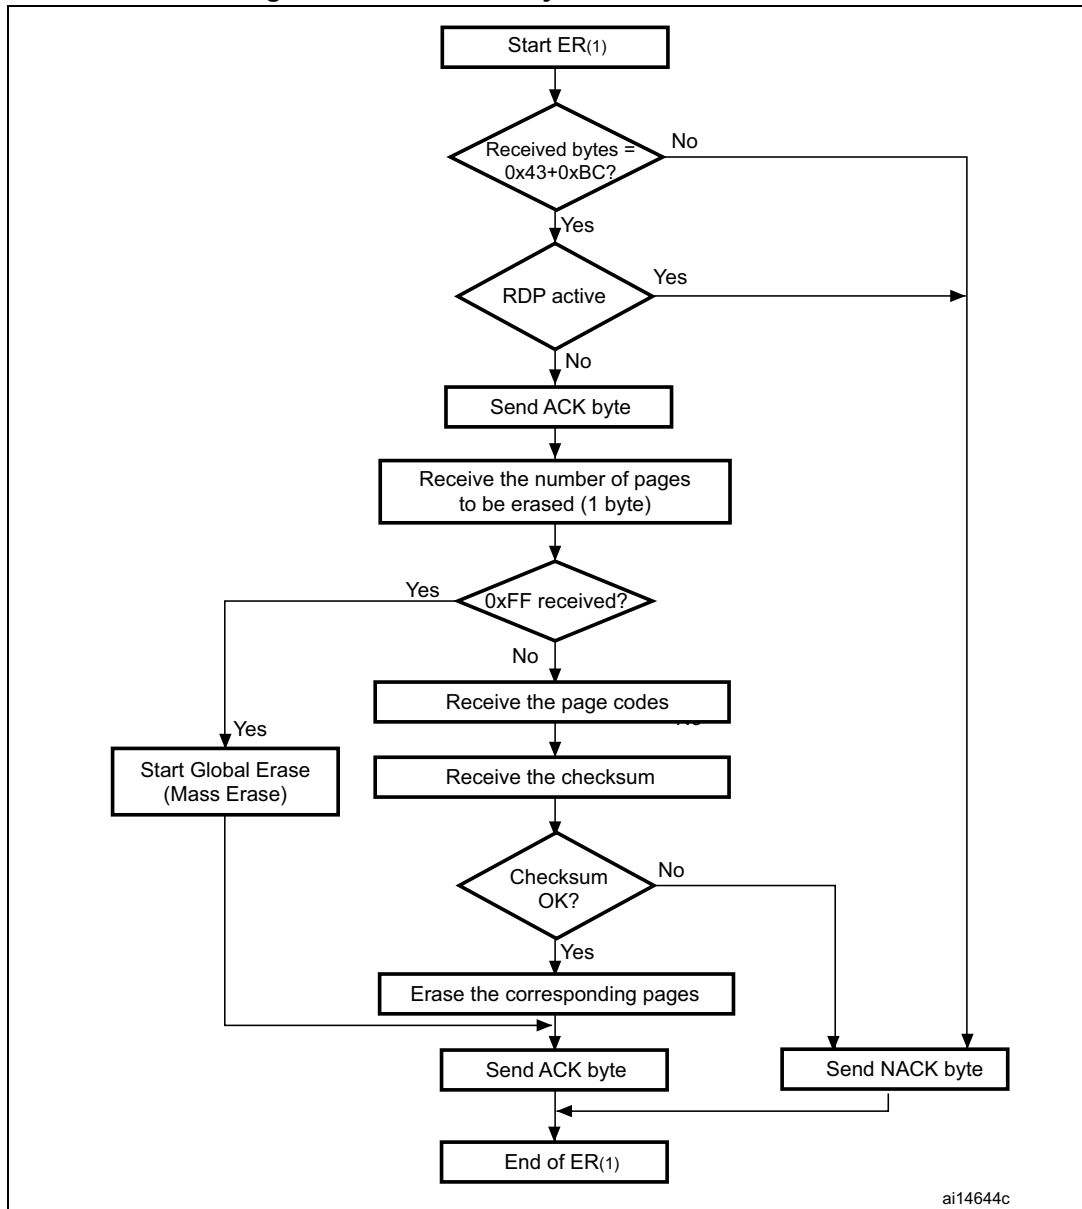 Start ER(1)
Received bytes =
0x43+0xBC?
No
Yes
RDP active
Yes
No
Send ACK byte
Receive the number of pages
to be erased (1 byte)
0xFF received?
Yes
No
Receive the page codes
Yes
Start Global Erase
(Mass Erase)
Receive the checksum
Checksum
OK?
No
Yes
Erase the corresponding pages
Send ACK byte
Send NACK byte
End of ER(1)
ai14644c